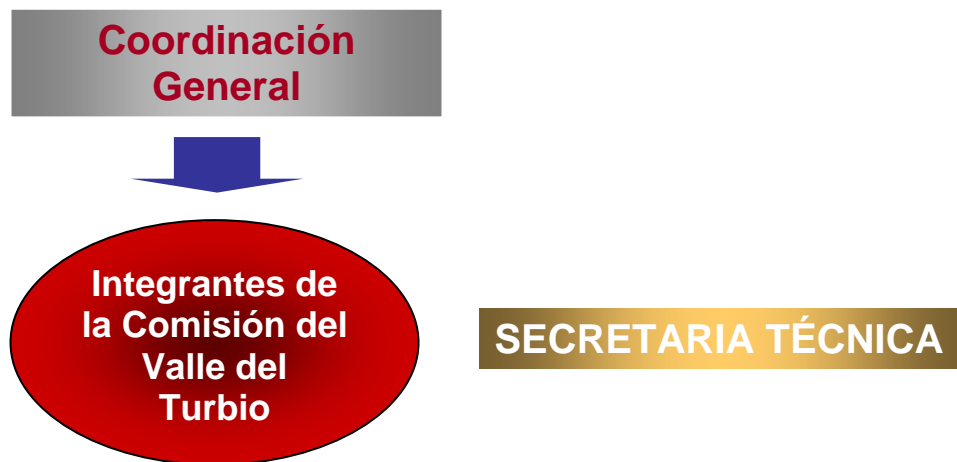 Coordinación
General
Integrantes de
la Comisión del
Valle del
Turbio
SECRETARIA TÉCNICA